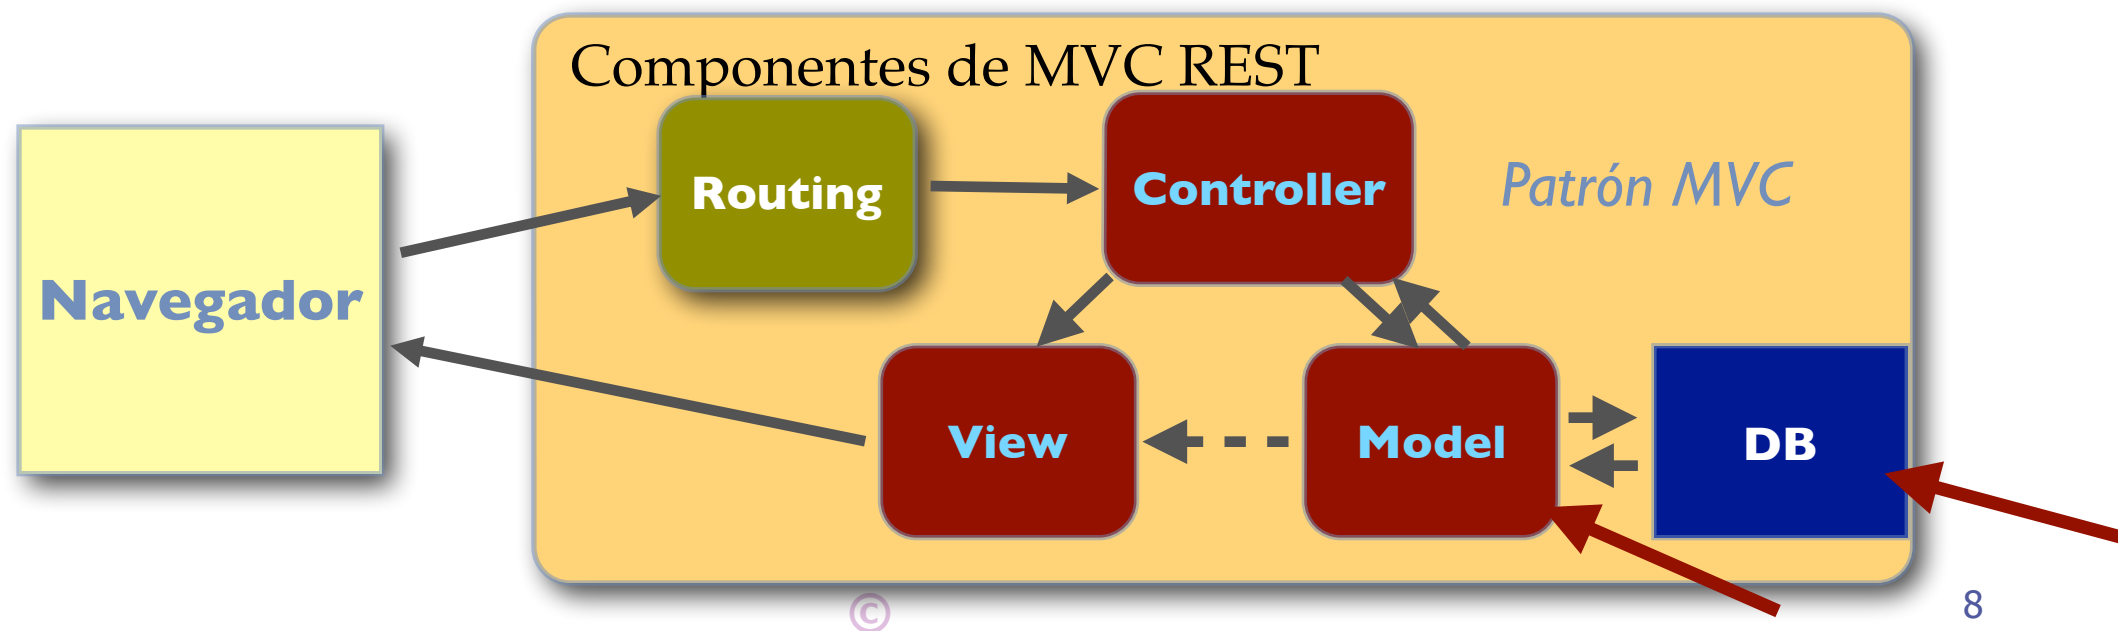 Componentes de MVC REST
Routing
Controller
Patrón MVC
Navegador
View
Model
DB
©
8